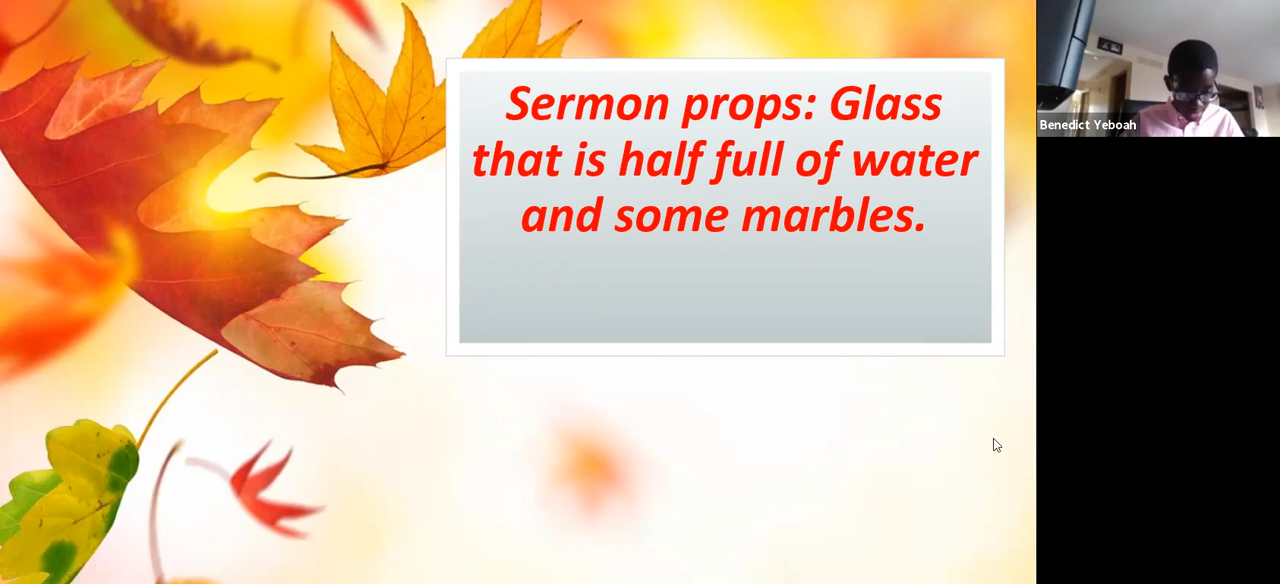 Sermon props: Glass
that is half full of water
and some marbles.
Benedict Yeboah